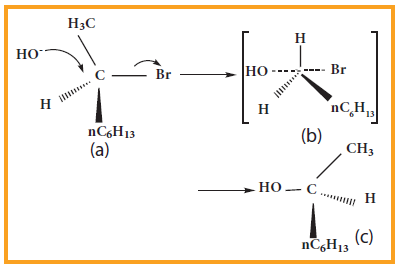 H₃C
HO⁻
C — Br
H
nC₆H₁₃
(a)
H
HO ----- ----- Br
H
nC₆H₁₃
(b)
CH₃
HO — C
H
nC₆H₁₃
(c)